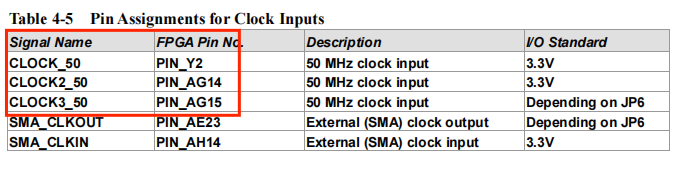 Table 4-5 Pin Assignments for Clock Inputs
Signal Name FPGA Pin No. Description I/O Standard
CLOCK_50 PIN_Y2 50 MHz clock input 3.3V
CLOCK2_50 PIN_AG14 50 MHz clock input 3.3V
CLOCK3_50 PIN_AG15 50 MHz clock input Depending on JP6
SMA_CLKOUT PIN_AE23 External (SMA) clock output Depending on JP6
SMA_CLKIN PIN_AH14 External (SMA) clock input 3.3V